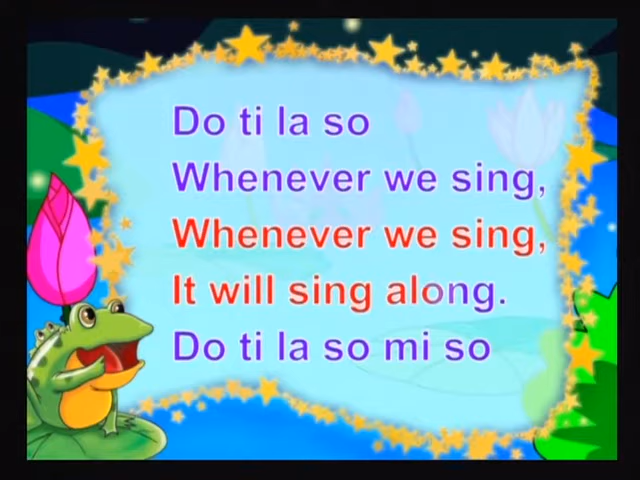 Do ti la so
Whenever we sing,
Whenever we sing,
It will sing along.
Do ti la so mi so